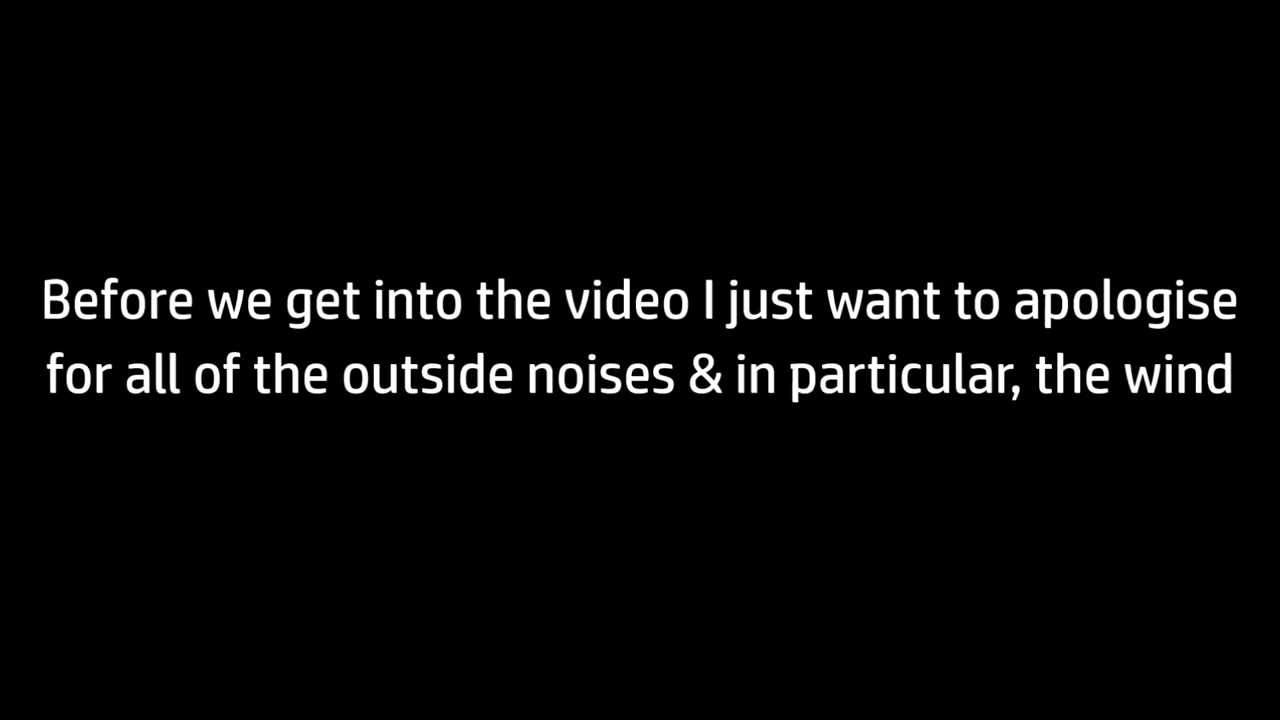 Before we get into the video I just want to apologise
for all of the outside noises & in particular, the wind